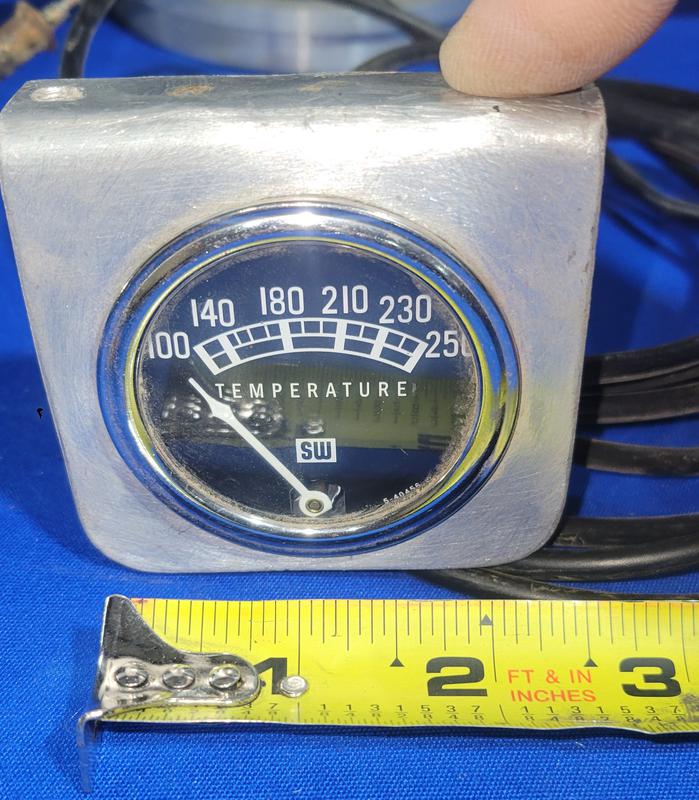 100 140 180 210 230 250
TEMPERATURE
SW
1 2 FT & IN 3
INCHES